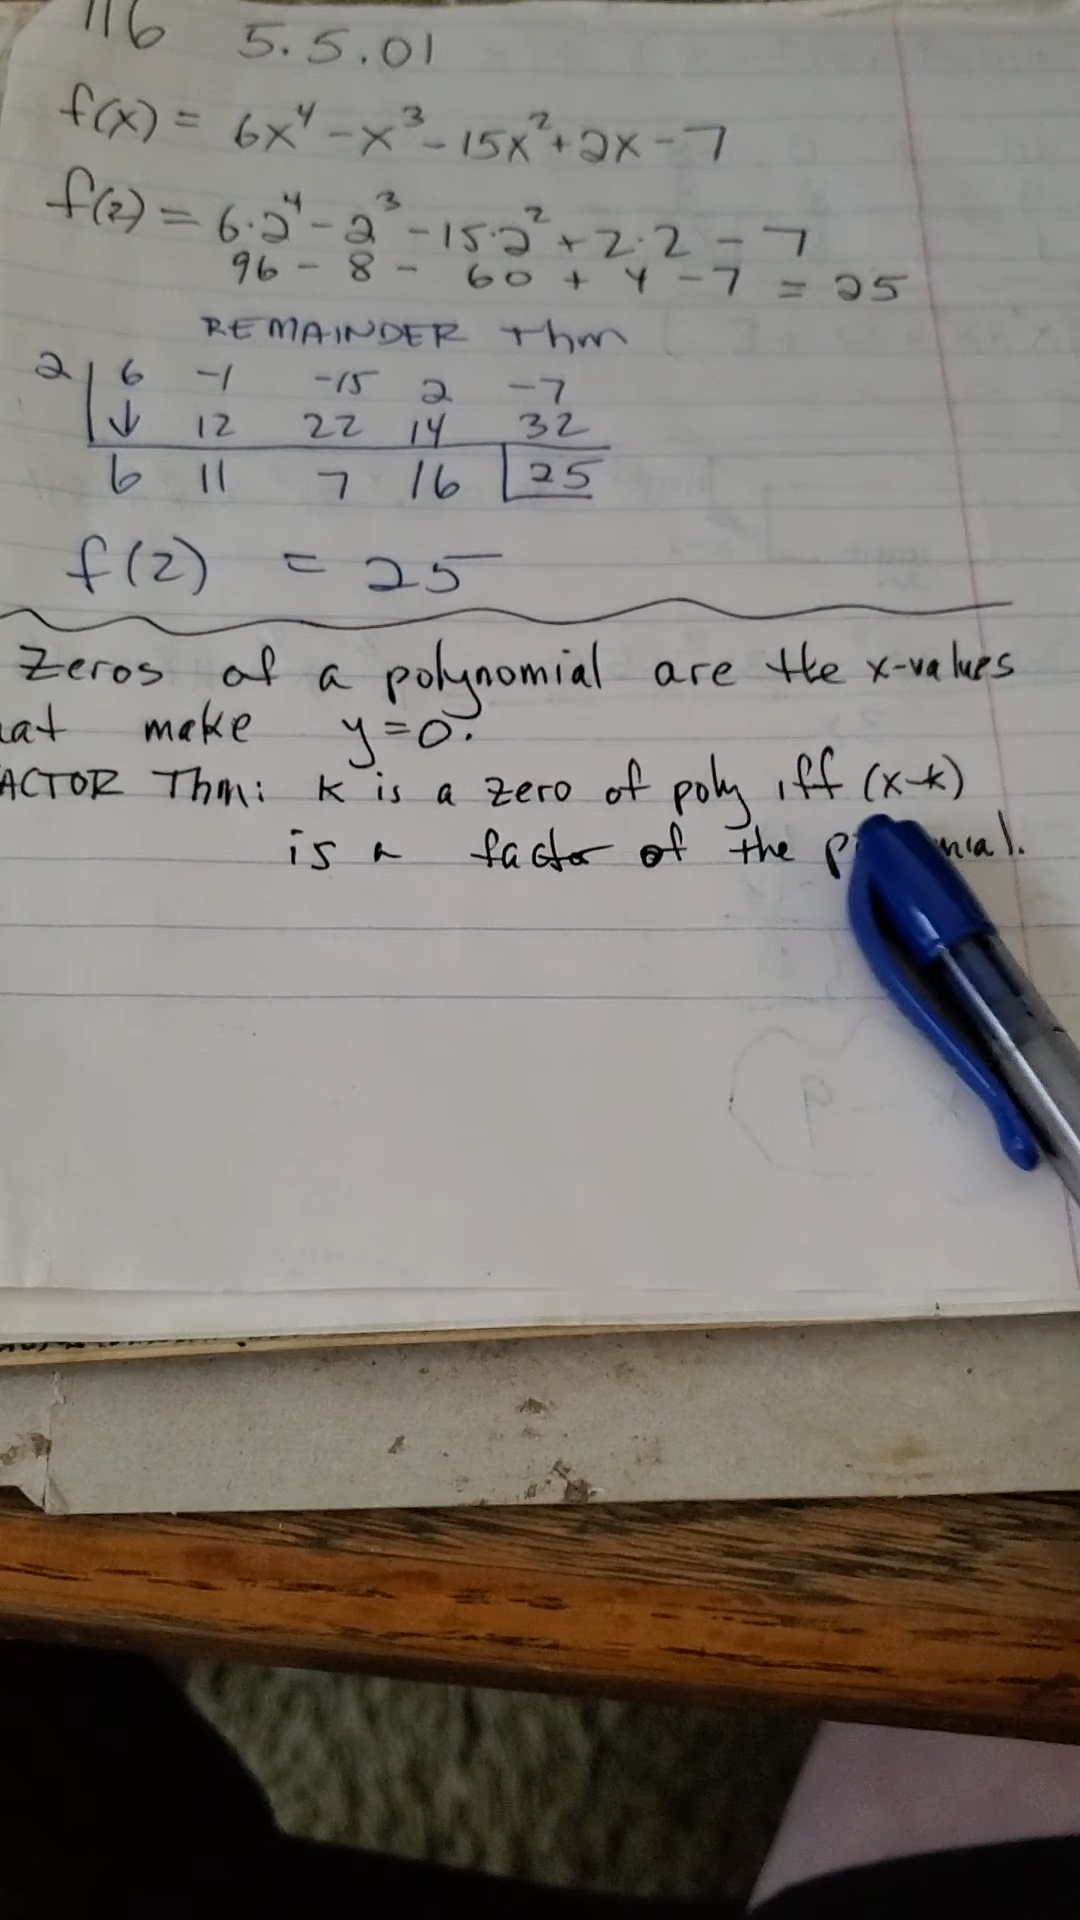 116 5.5.01
f(x) = 6x⁴ - x³ - 15x² + 2x - 7
f(2) = 6·2⁴ - 2³ - 15·2² + 2·2 - 7
96 - 8 - 60 + 4 - 7 = 25
REMAINDER Thm
2 | 6 -1 -15 2 -7
↓ 12 22 14 32
6 11 7 16 | 25
f(2) = 25
Zeros of a polynomial are the x-values
at make y=0.
ACTOR Thm: k is a zero of poly iff (x-k)
is a factor of the p nial.